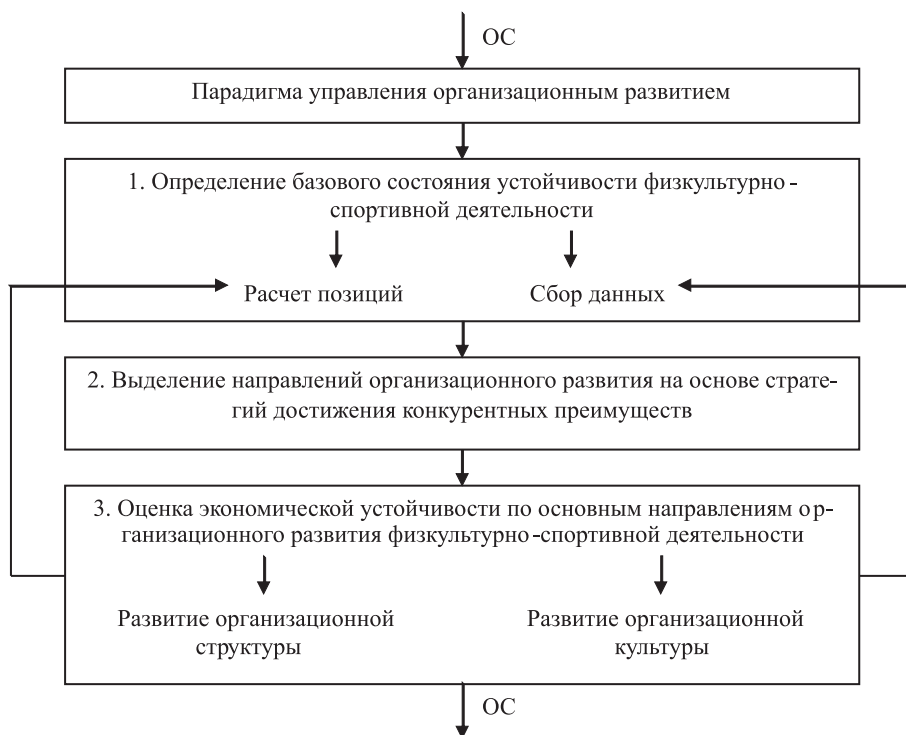 ОС
Парадигма управления организационным развитием
1. Определение базового состояния устойчивости физкультурно-
спортивной деятельности
Расчет позиций Сбор данных
2. Выделение направлений организационного развития на основе страте-
гий достижения конкурентных преимуществ
3. Оценка экономической устойчивости по основным направлениям ор-
ганизационного развития физкультурно-спортивной деятельности
Развитие организационной
структуры
Развитие организационной
культуры
ОС